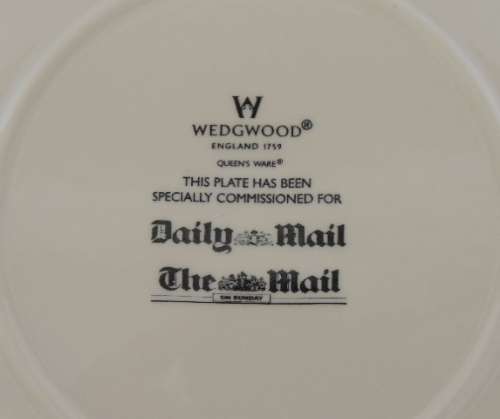 W
WEDGWOOD®
ENGLAND 1759
QUEEN'S WARE®
THIS PLATE HAS BEEN
SPECIALLY COMMISSIONED FOR
Daily Mail
The Mail
ON SUNDAY